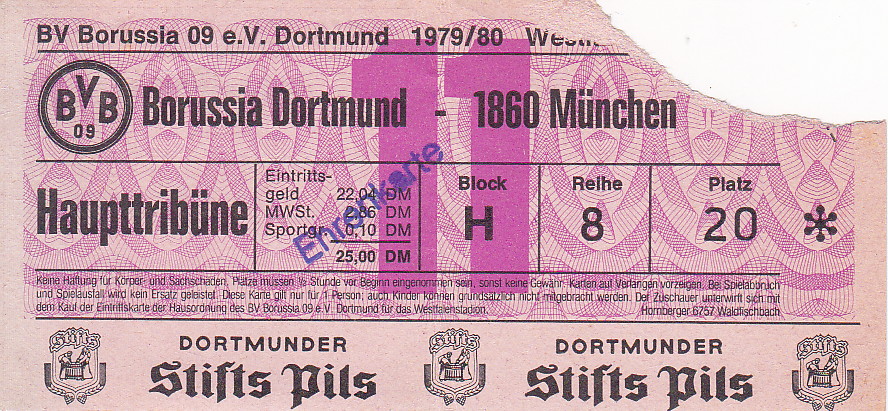 BV Borussia 09 e.V. Dortmund 1979/80
11
BVB
09
Borussia Dortmund - 1860 München
Haupttribüne
Eintritts-
geld 22,04 DM
MWSt. 2,86 DM
Sportgr. 0,10 DM
25,00 DM
Ehrenkarte
Block
H
Reihe
8
Platz
20
*
Keine Haftung für Körper- und Sachschäden, Plätze müssen ½ Stunde vor Beginn eingenommen sein, sonst keine Gewähr. Karten auf Verlangen vorzeigen. Bei Spielabbruch
und Spielausfall wird kein Ersatz geleistet. Diese Karte gilt nur für 1 Person; auch Kinder können grundsätzlich nicht mitgebracht werden. Der Zuschauer unterwirft sich mit
dem Kauf der Eintrittskarte der Hausordnung des BV Borussia 09 e.V. Dortmund für das Westfalenstadion. Hornberger 6757 Waldfischbach
Stifts DORTMUNDER Stifts DORTMUNDER Stifts
Stifts Pils Stifts Pils